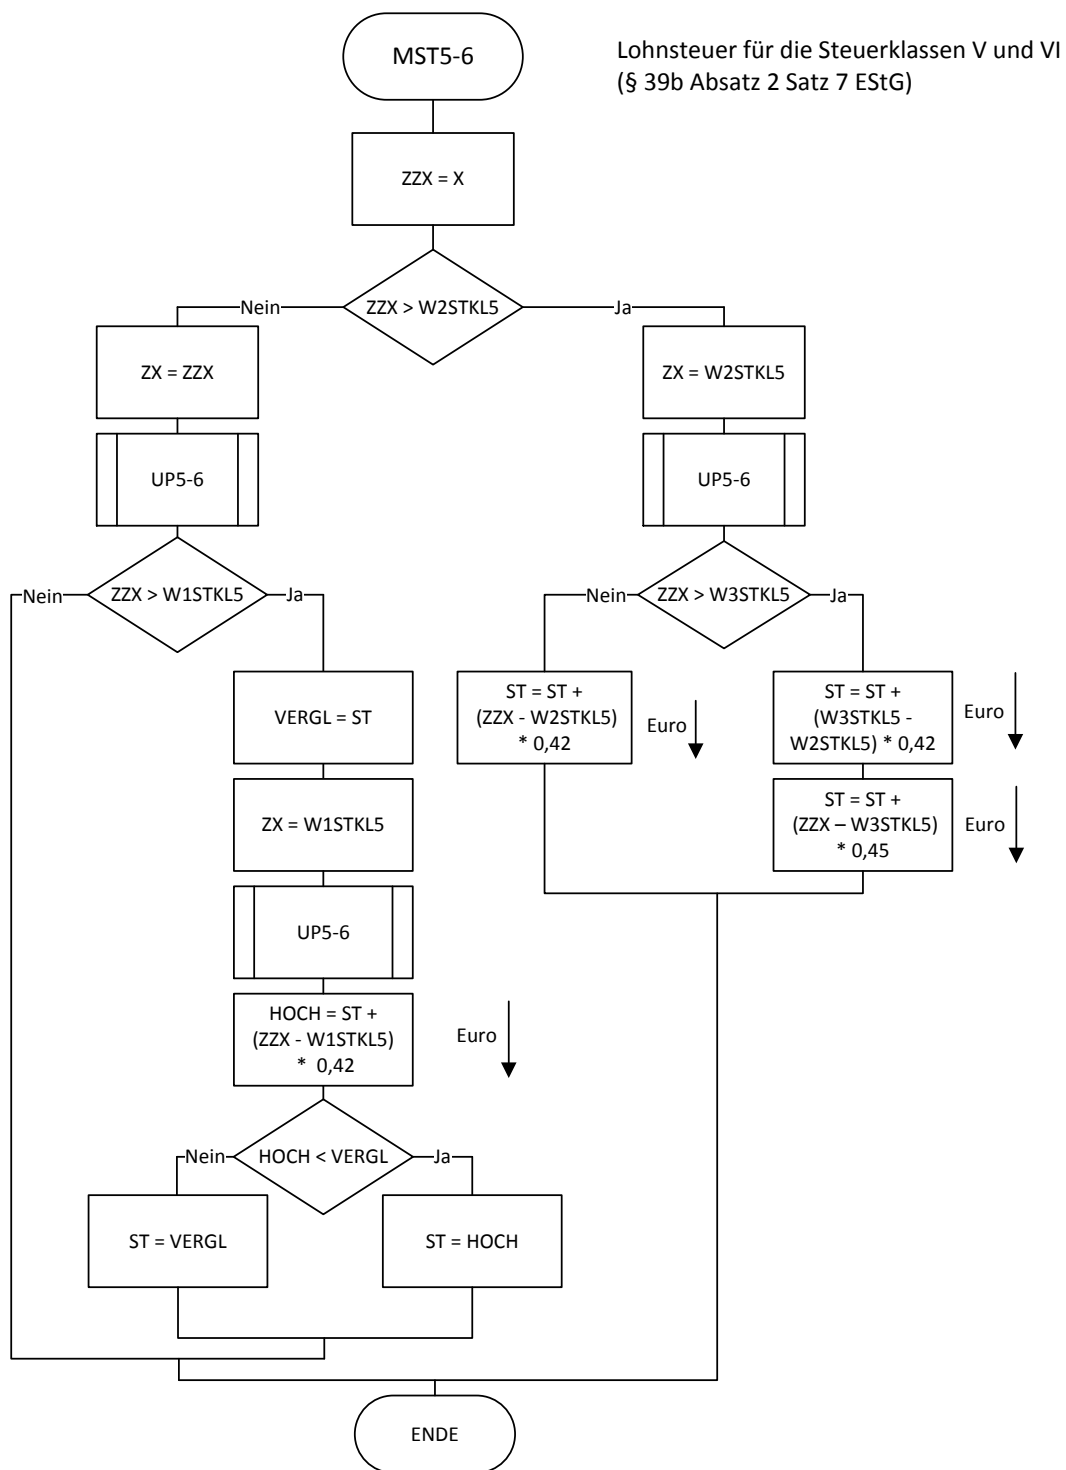 MST5-6
Lohnsteuer für die Steuerklassen V und VI
(§ 39b Absatz 2 Satz 7 EStG)
ZZX = X
ZZX > W2STKL5
Nein
Ja
ZX = ZZX
ZX = W2STKL5
UP5-6
UP5-6
ZZX > W1STKL5
Nein
Ja
ZZX > W3STKL5
Nein
Ja
VERGL = ST
ST = ST +
(ZZX - W2STKL5)
* 0,42
Euro
ST = ST +
(W3STKL5 -
W2STKL5) * 0,42
Euro
ZX = W1STKL5
ST = ST +
(ZZX – W3STKL5)
* 0,45
Euro
UP5-6
HOCH = ST +
(ZZX - W1STKL5)
* 0,42
Euro
HOCH < VERGL
Nein
Ja
ST = VERGL
ST = HOCH
ENDE